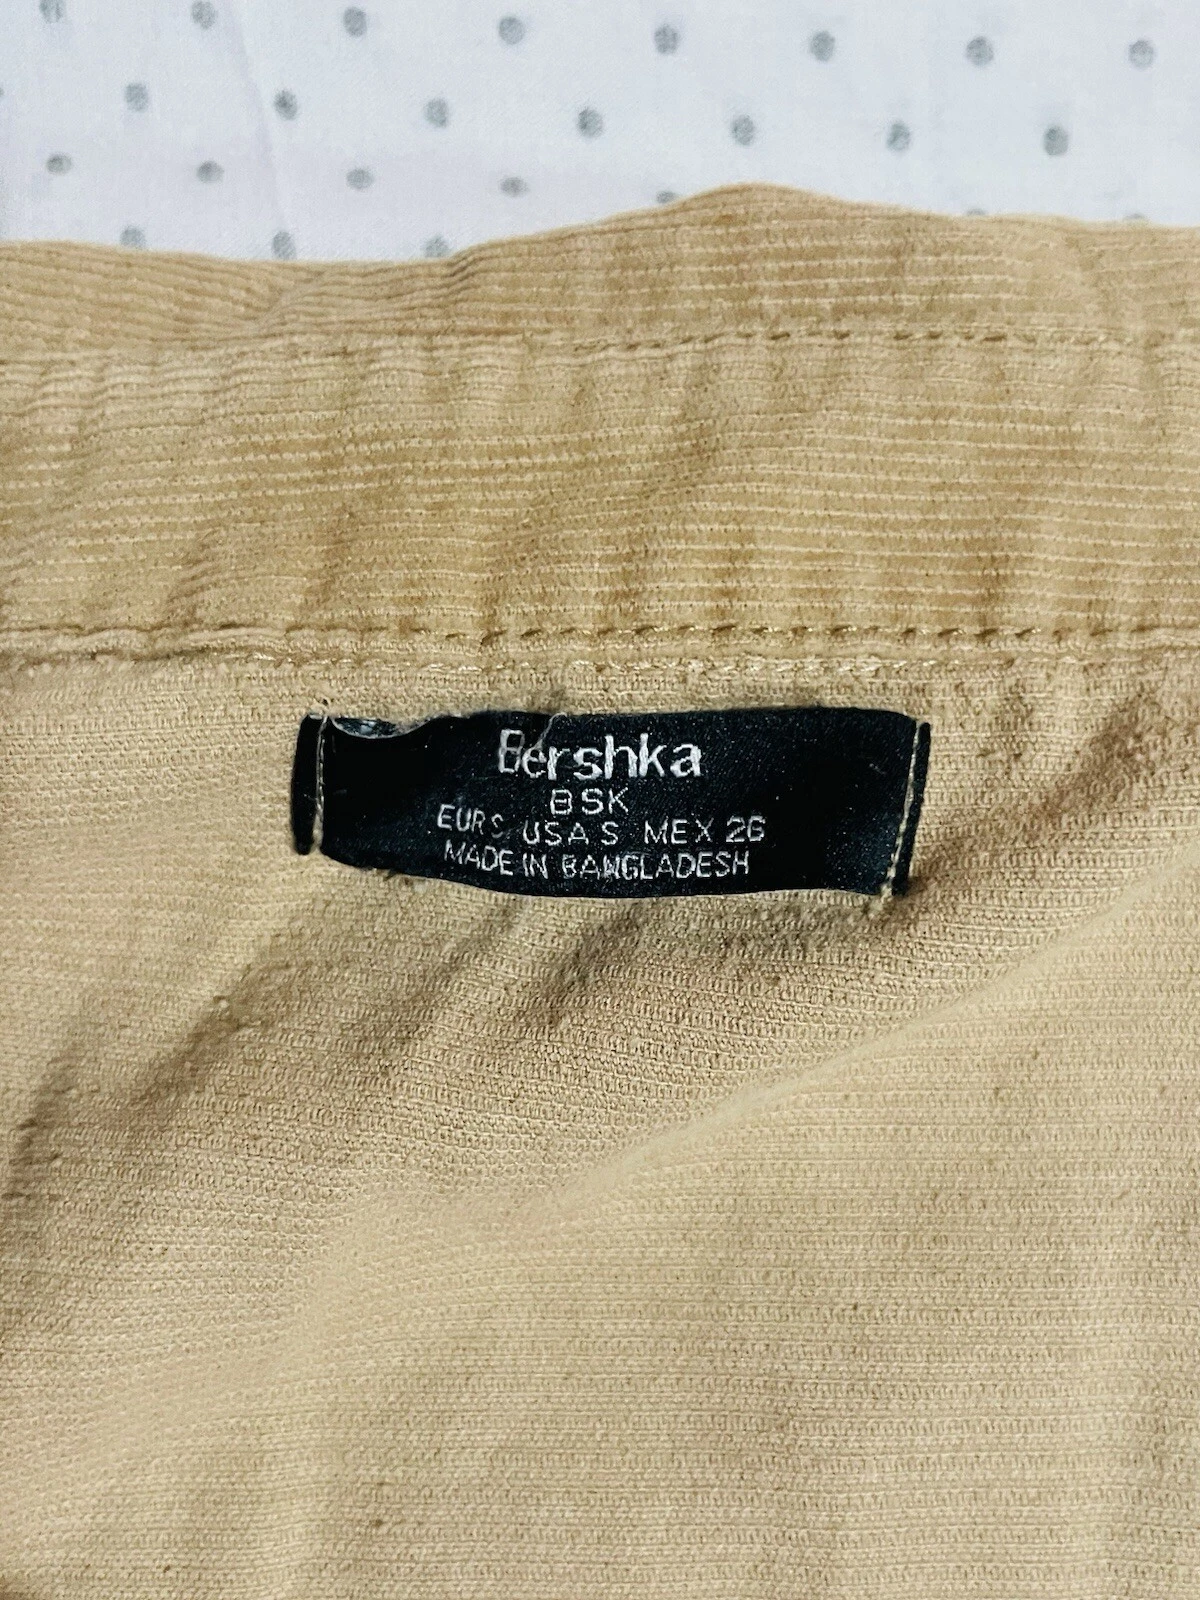 Bershka
BSK
EUR S USA S MEX 26
MADE IN BANGLADESH